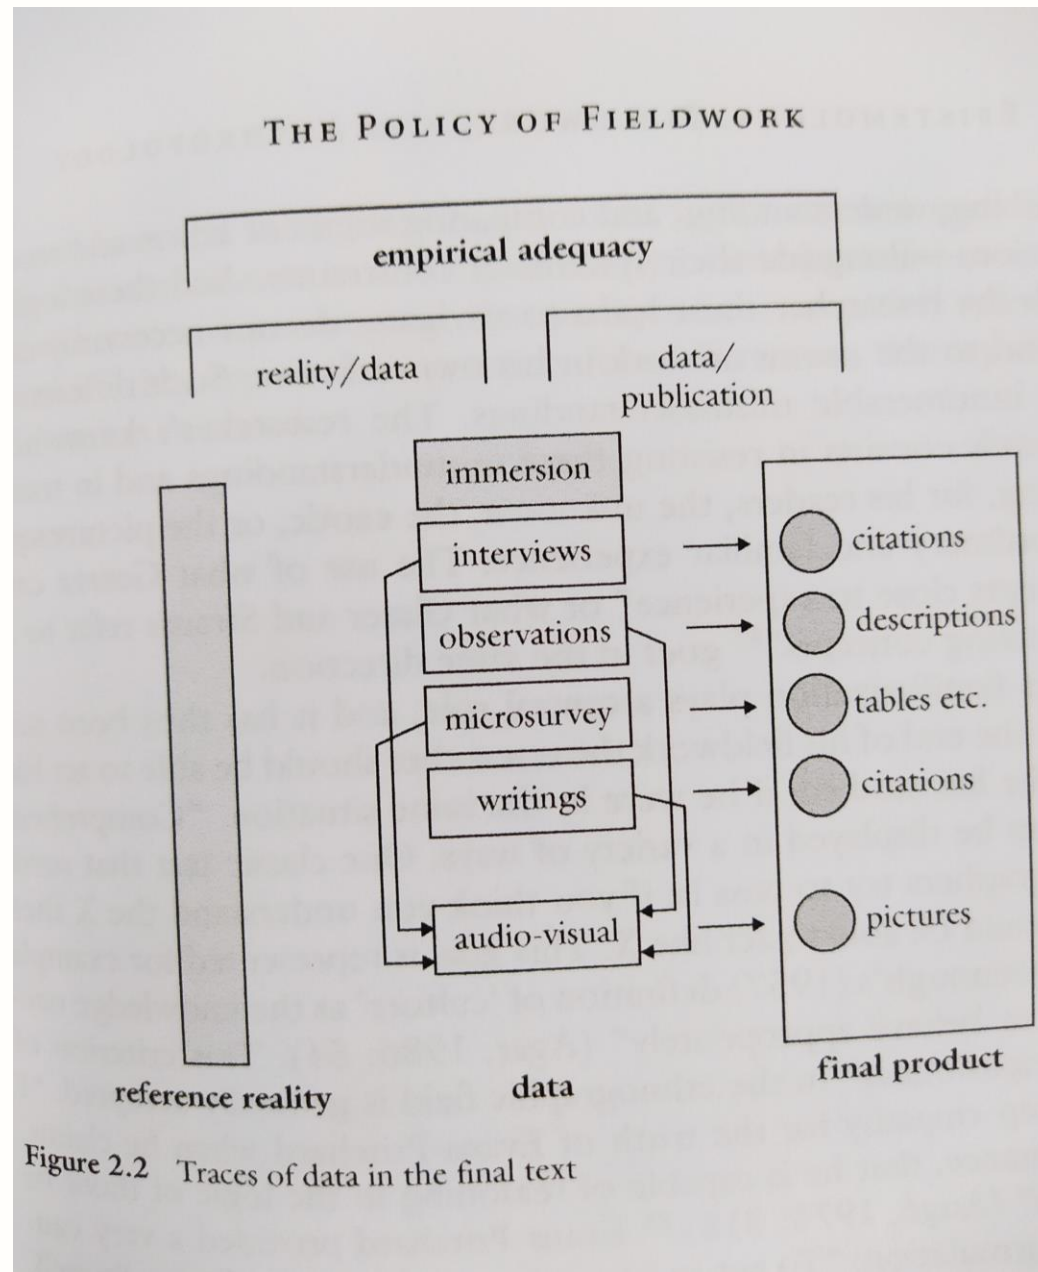 THE POLICY OF FIELDWORK
empirical adequacy
reality/data
data/
publication
immersion
interviews
observations
microsurvey
writings
audio-visual
citations
descriptions
tables etc.
citations
pictures
reference reality
data
final product
Figure 2.2 Traces of data in the final text